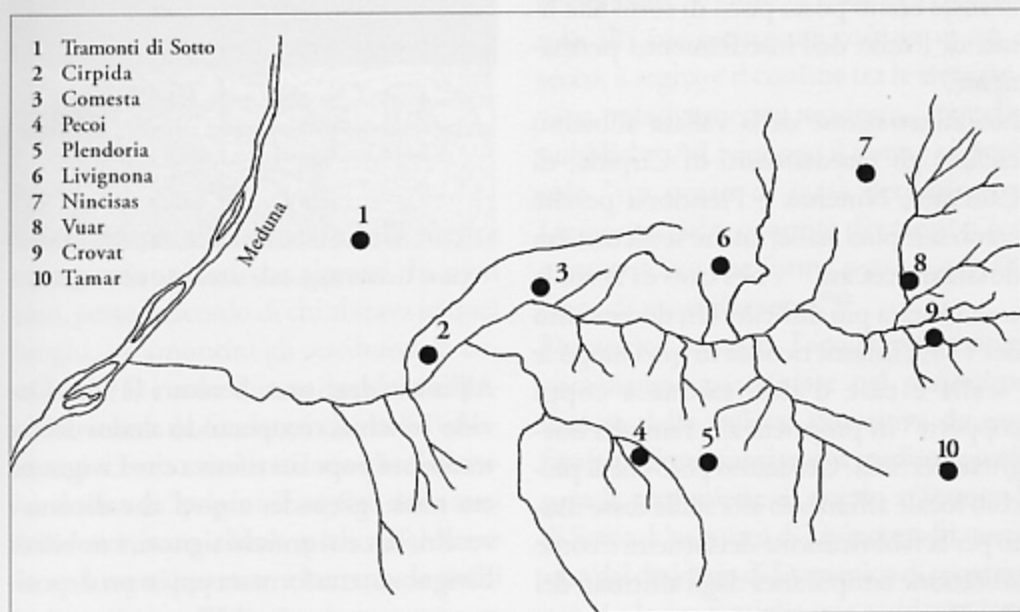 1 Tramonti di Sotto
2 Cirpida
3 Comesta
4 Pecoi
5 Plendoria
6 Livignona
7 Nincisas
8 Vuar
9 Crovat
10 Tamar
Meduna
1
2
3
4
5
6
7
8
9
10